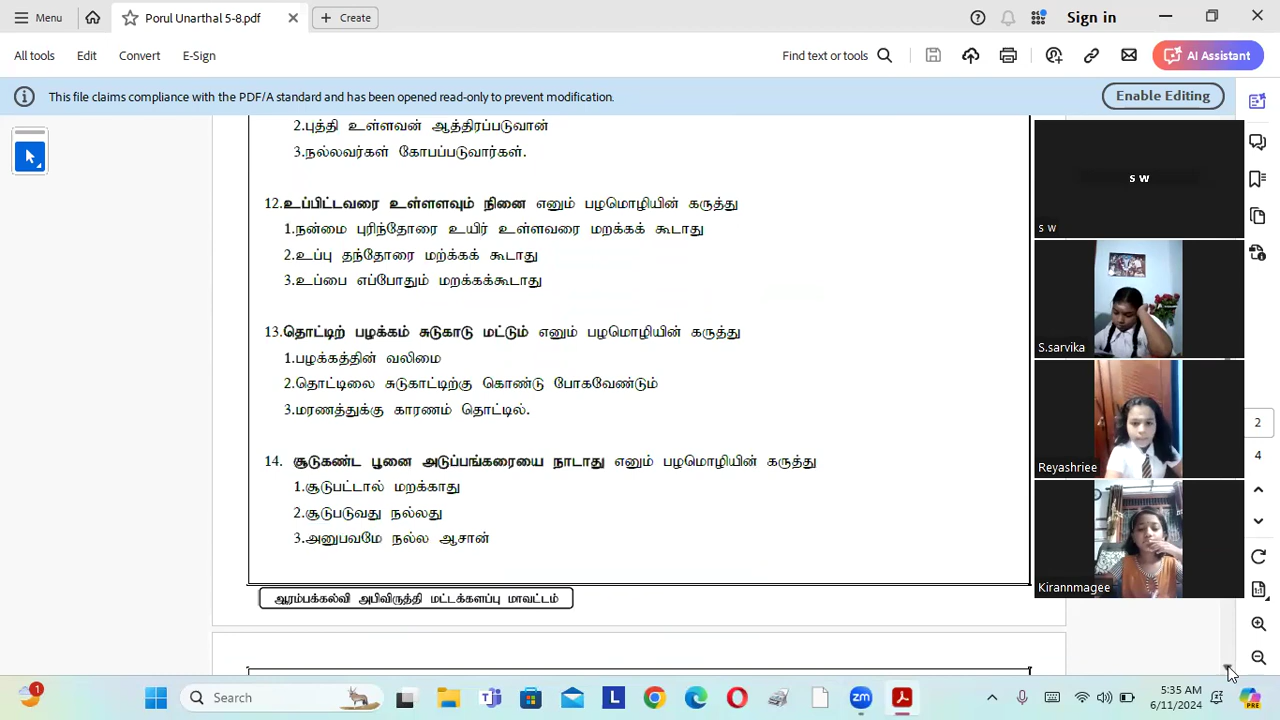 Menu
Porul Unarthal 5-8.pdf
Create
Sign in
All tools
Edit
Convert
E-Sign
Find text or tools
AI Assistant
This file claims compliance with the PDF/A standard and has been opened read-only to prevent modification.
Enable Editing
2.புத்தி உள்ளவன் ஆத்திரப்படுவான்
3.நல்லவர்கள் கோபப்படுவார்கள்.
12.உப்பிட்டவரை உள்ளளவும் நினை எனும் பழமொழியின் கருத்து
1.நன்மை புரிந்தோரை உயிர் உள்ளவரை மறக்கக் கூடாது
2.உப்பு தந்தோரை மற்க்கக் கூடாது
3.உப்பை எப்போதும் மறக்கக்கூடாது
13.தொட்டிற் பழக்கம் சுடுகாடு மட்டும் எனும் பழமொழியின் கருத்து
1.பழக்கத்தின் வலிமை
2.தொட்டிலை சுடுகாட்டிற்கு கொண்டு போகவேண்டும்
3.மரணத்துக்கு காரணம் தொட்டில்.
14. சூடுகண்ட பூனை அடுப்பங்கரையை நாடாது எனும் பழமொழியின் கருத்து
1.சூடுபட்டால் மறக்காது
2.சூடுபடுவது நல்லது
3.அனுபவமே நல்ல ஆசான்
ஆரம்பக்கல்வி அபிவிருத்தி மட்டக்களப்பு மாவட்டம்
s w
s w
S.sarvika
Reyashriee
Kirannmagee
2
4
1
Search
5:35 AM
6/11/2024